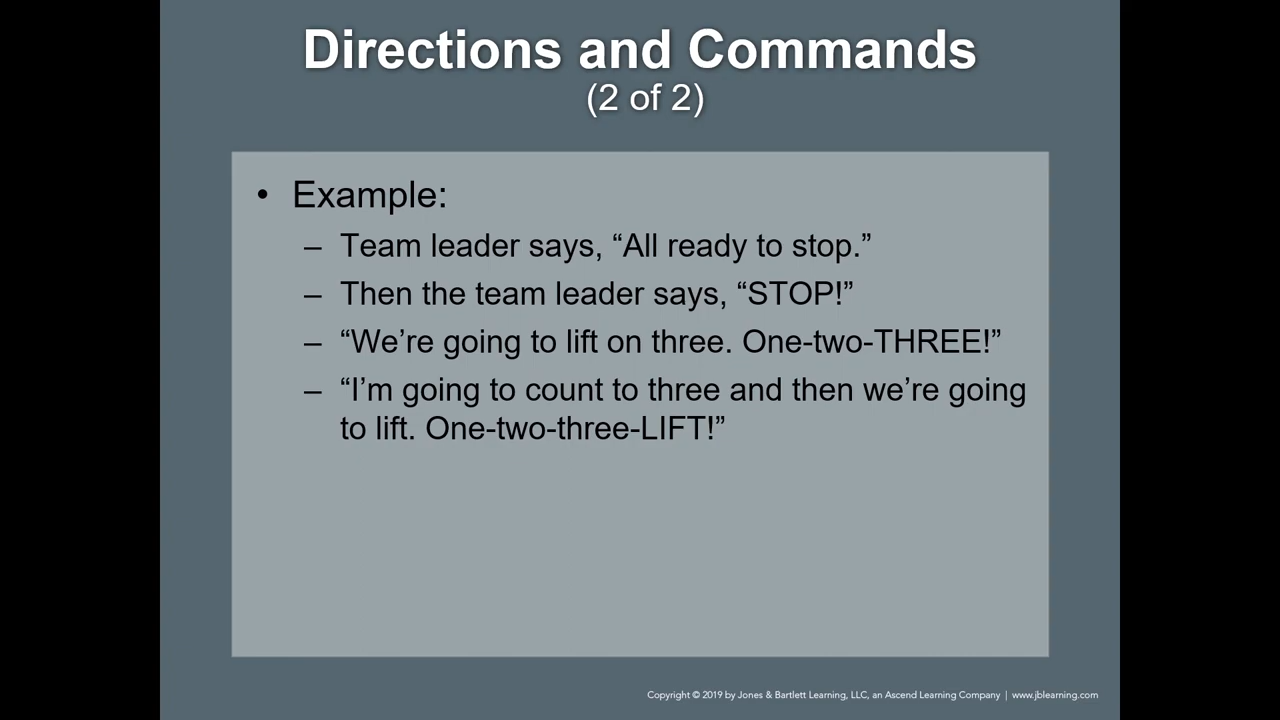 Directions and Commands
(2 of 2)
• Example:
– Team leader says, “All ready to stop.”
– Then the team leader says, “STOP!”
– “We’re going to lift on three. One-two-THREE!”
– “I’m going to count to three and then we’re going
to lift. One-two-three-LIFT!”
Copyright © 2019 by Jones & Bartlett Learning, LLC, an Ascend Learning Company | www.jblearning.com